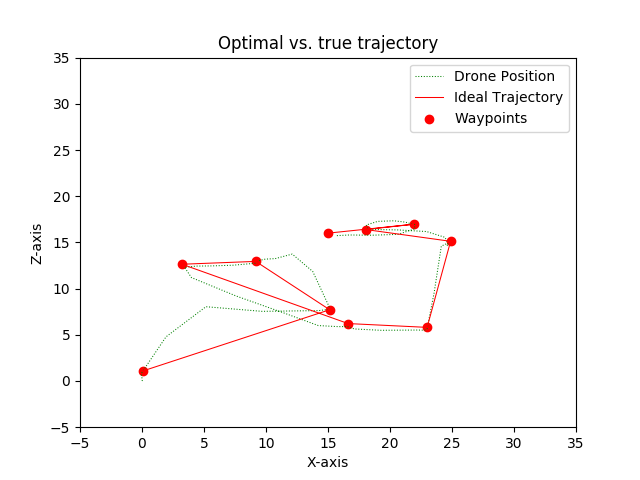 Optimal vs. true trajectory
Drone Position
Ideal Trajectory
Waypoints
Z-axis
35
30
25
20
15
10
5
0
−5
−5 0 5 10 15 20 25 30 35
X-axis